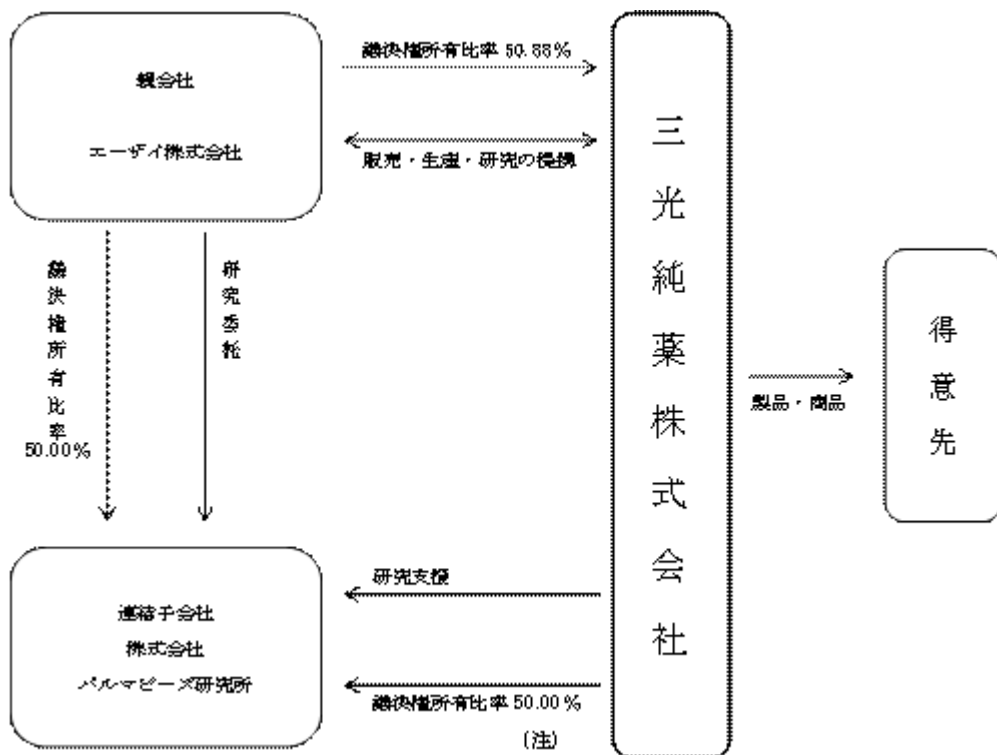 親会社
エーザイ株式会社
議決権所有比率 50.88%
販売・生産・研究の提携
三光純薬株式会社
得意先
製品・商品
議決権所有比率
50.00%
研究委託
研究支援
連結子会社
株式会社
パルマビーズ研究所
議決権所有比率 50.00%
(注)